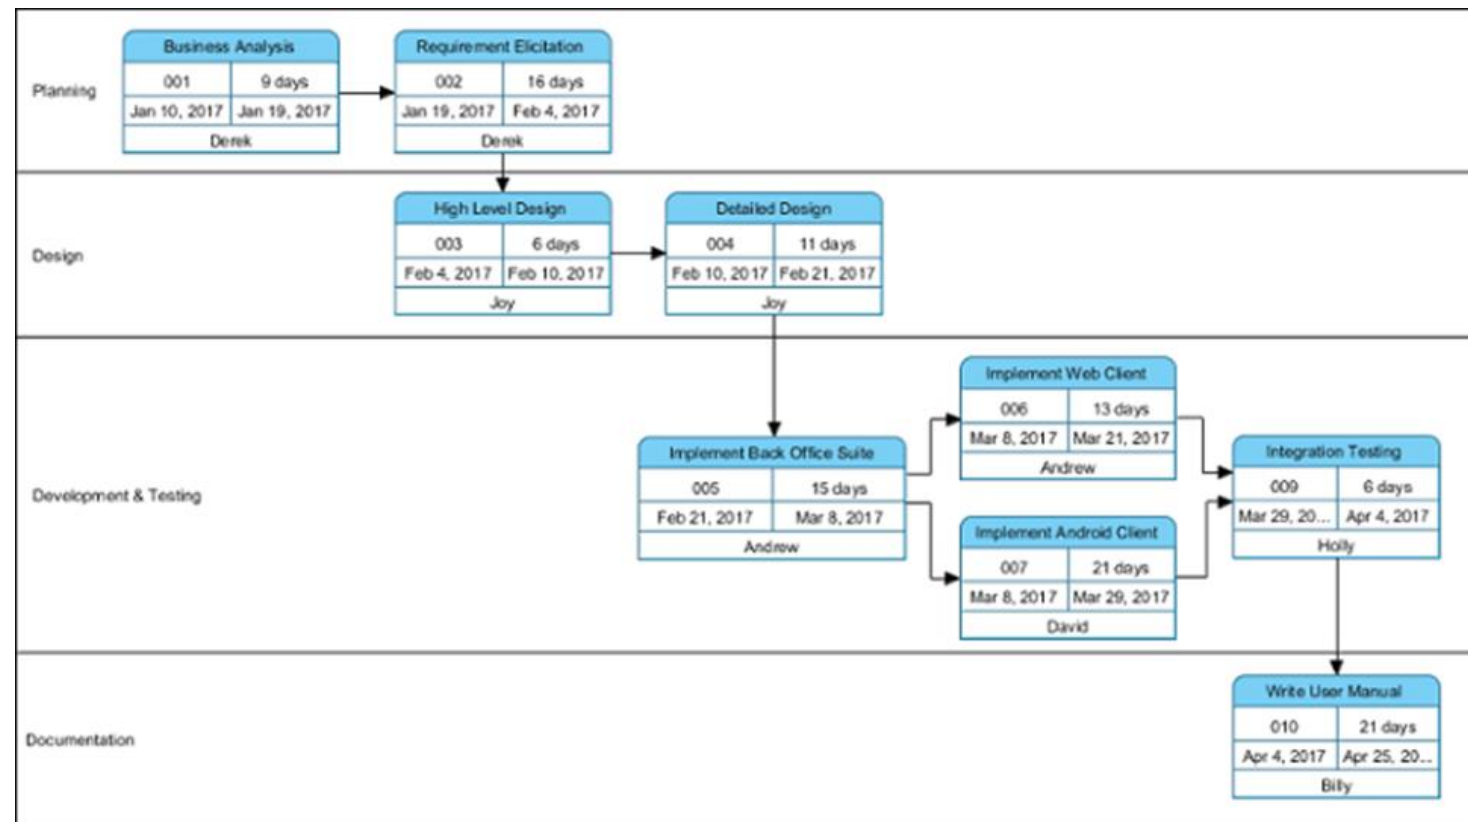 Planning
Business Analysis
001 9 days
Jan 10, 2017 Jan 19, 2017
Derek
Requirement Elicitation
002 16 days
Jan 19, 2017 Feb 4, 2017
Derek
Design
High Level Design
003 6 days
Feb 4, 2017 Feb 10, 2017
Joy
Detailed Design
004 11 days
Feb 10, 2017 Feb 21, 2017
Joy
Development & Testing
Implement Back Office Suite
005 15 days
Feb 21, 2017 Mar 8, 2017
Andrew
Implement Web Client
006 13 days
Mar 8, 2017 Mar 21, 2017
Andrew
Implement Android Client
007 21 days
Mar 8, 2017 Mar 29, 2017
David
Integration Testing
009 6 days
Mar 29, 20... Apr 4, 2017
Holly
Documentation
Write User Manual
010 21 days
Apr 4, 2017 Apr 25, 20...
Billy